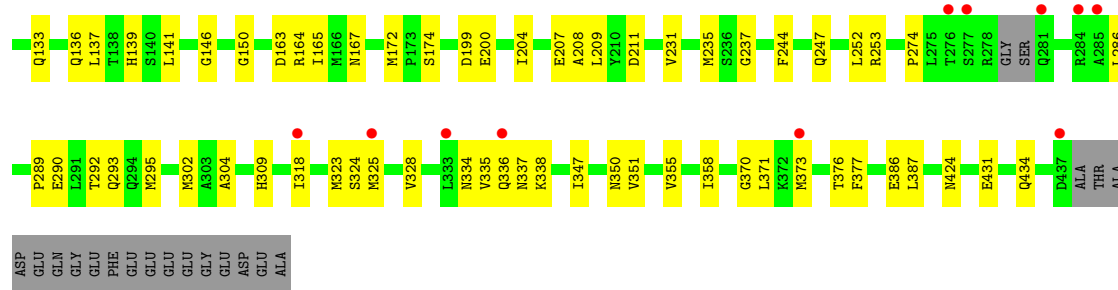 Q133 Q136 L137 T138 H139 S140 L141 G146 G150 D163 R164 I165 M166 N167 M172 P173 S174 D199 E200 I204 E207 A208 L209 Y210 D211 V231 M235 S236 G237 F244 Q247 L252 R253 P274 L275 T276 S277 R278 GLY SER Q281 R284 A285 L286
P289 E290 L291 T292 Q293 Q294 M295 M302 A303 A304 H309 I318 M323 S324 M325 V328 L333 N334 V335 Q336 N337 K338 I347 N350 V351 V355 I358 G370 L371 K372 M373 T376 F377 E386 L387 N424 E431 Q434 D437 ALA THR ALA
ASP GLU GLN GLY GLU PHE GLU GLU GLU GLU GLY GLU ASP GLU ALA